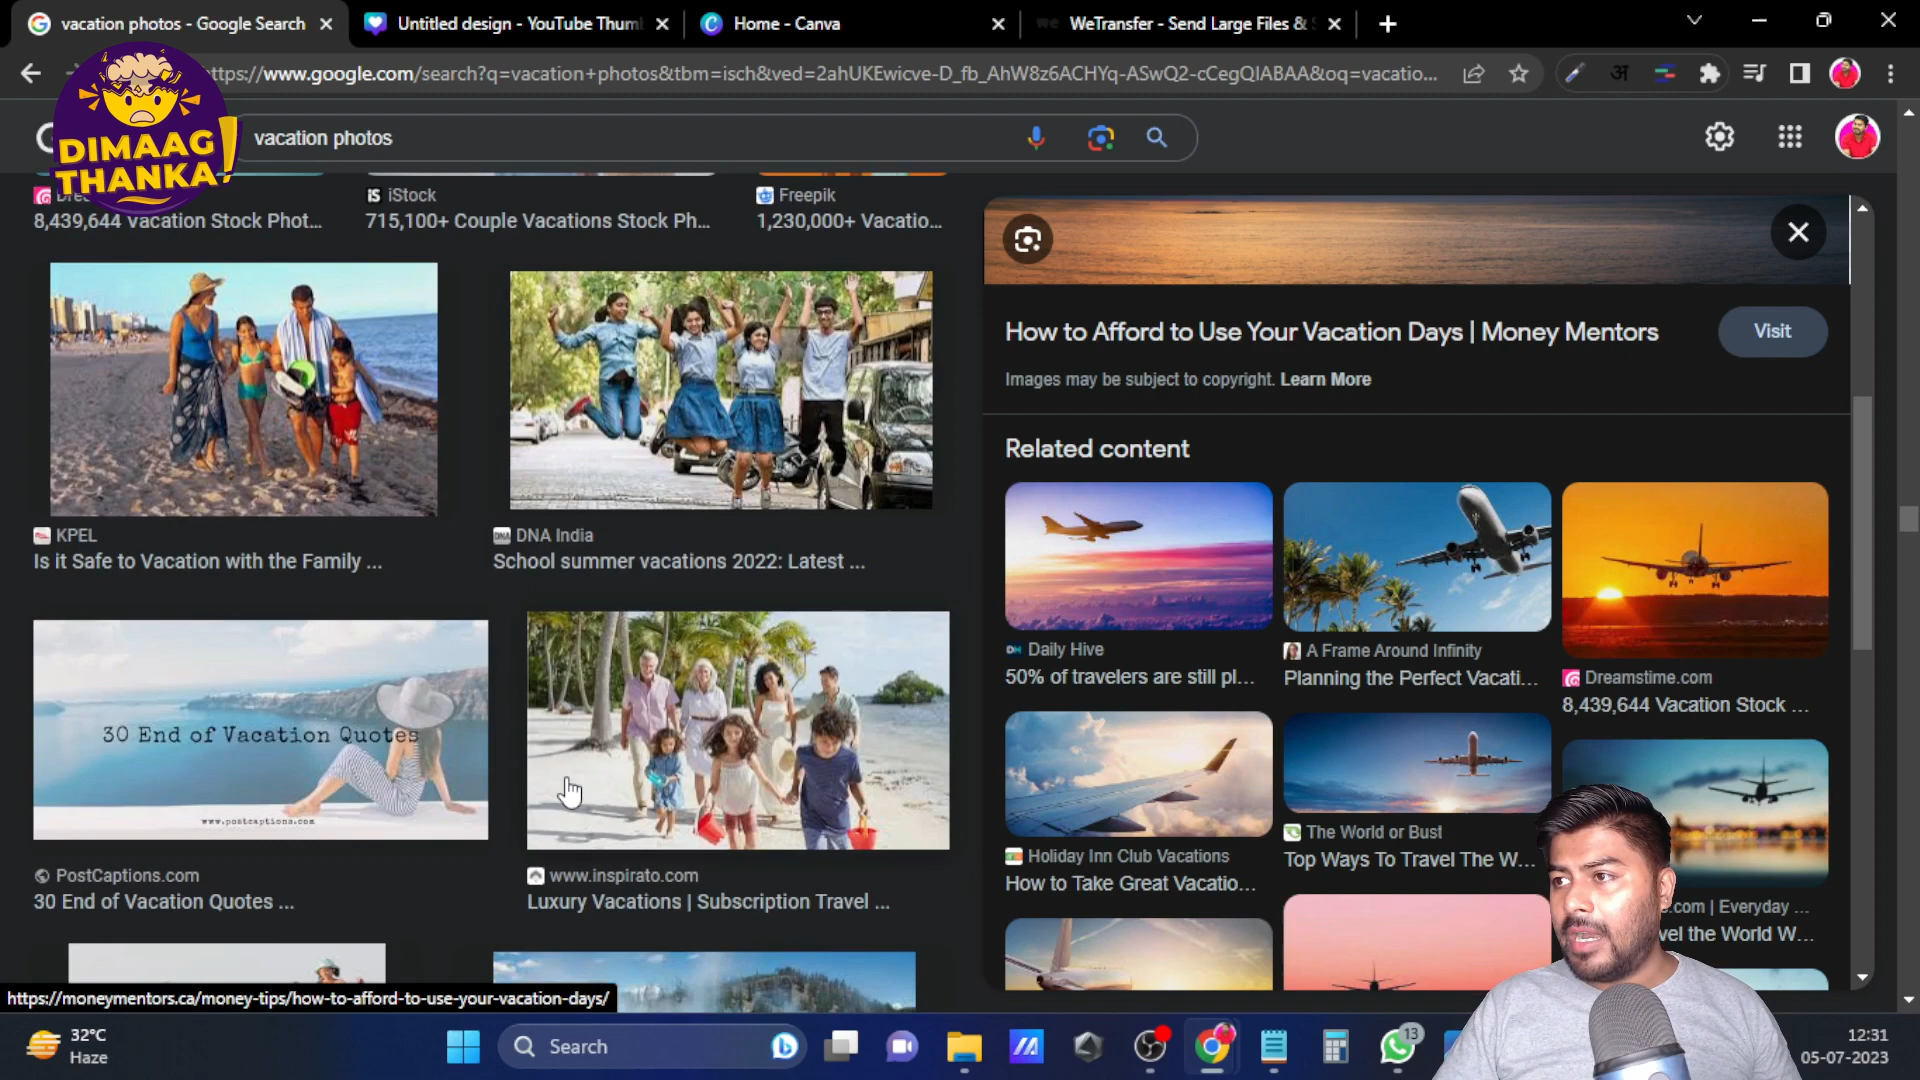 vacation photos - Google Search
Untitled design - YouTube Thum
Home - Canva
WeTransfer - Send Large Files &
ttps://www.google.com/search?q=vacation+photos&tbm=isch&ved=2ahUKEwicve-D_fb_AhW8z6ACHYq-ASwQ2-cCegQIABAA&oq=vacatio...
अ
DIMAAG
THANKA!
vacation photos
iStock
Freepik
8,439,644 Vacation Stock Phot...
715,100+ Couple Vacations Stock Ph...
1,230,000+ Vacatio...
KPEL
Is it Safe to Vacation with the Family ...
DNA India
School summer vacations 2022: Latest ...
30 End of Vacation Quotes
www.postcaptions.com
PostCaptions.com
30 End of Vacation Quotes ...
www.inspirato.com
Luxury Vacations | Subscription Travel ...
How to Afford to Use Your Vacation Days | Money Mentors
Visit
Images may be subject to copyright. Learn More
Related content
Daily Hive
50% of travelers are still pl...
A Frame Around Infinity
Planning the Perfect Vacati...
Dreamstime.com
8,439,644 Vacation Stock ...
Holiday Inn Club Vacations
How to Take Great Vacatio...
The World or Bust
Top Ways To Travel The W...
.com | Everyday ...
vel the World W...
https://moneymentors.ca/money-tips/how-to-afford-to-use-your-vacation-days/
32°C
Haze
Search
13
12:31
05-07-2023